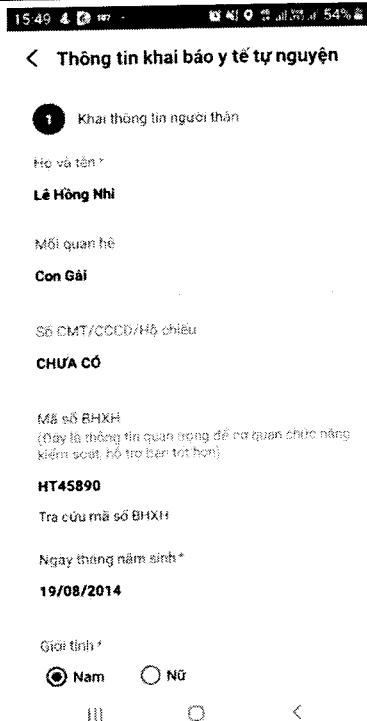 15:49
54%
Thông tin khai báo y tế tự nguyện
1 Khai thông tin người thân
Họ và tên *
Lê Hồng Nhi
Mối quan hệ
Con Gái
Số CMT/CCCD/Hộ chiếu
CHƯA CÓ
Mã số BHXH
(Đây là thông tin quan trọng để cơ quan chức năng
kiểm soát, hỗ trợ bạn tốt hơn)
HT45890
Tra cứu mã số BHXH
Ngày tháng năm sinh *
19/08/2014
Giới tính *
Nam Nữ